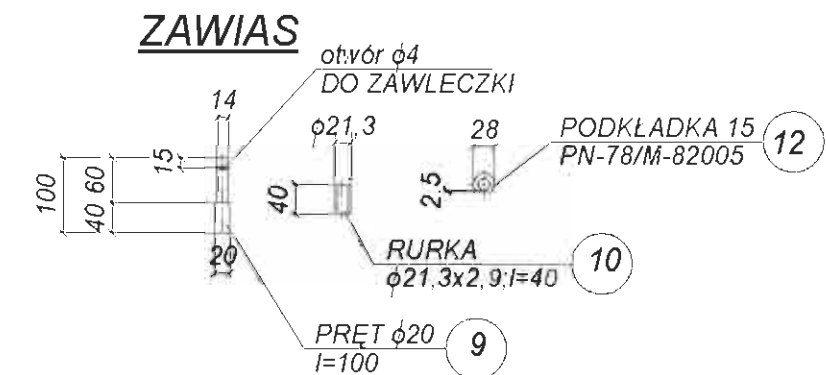 ZAWIAS
otwór ϕ4
DO ZAWLECZKI
14
15
100
60
40
20
ϕ21,3
40
28
2.5
PODKŁADKA 15
PN-78/M-82005
12
RURKA
ϕ21,3x2,9;l=40
10
PRĘT ϕ20
l=100
9